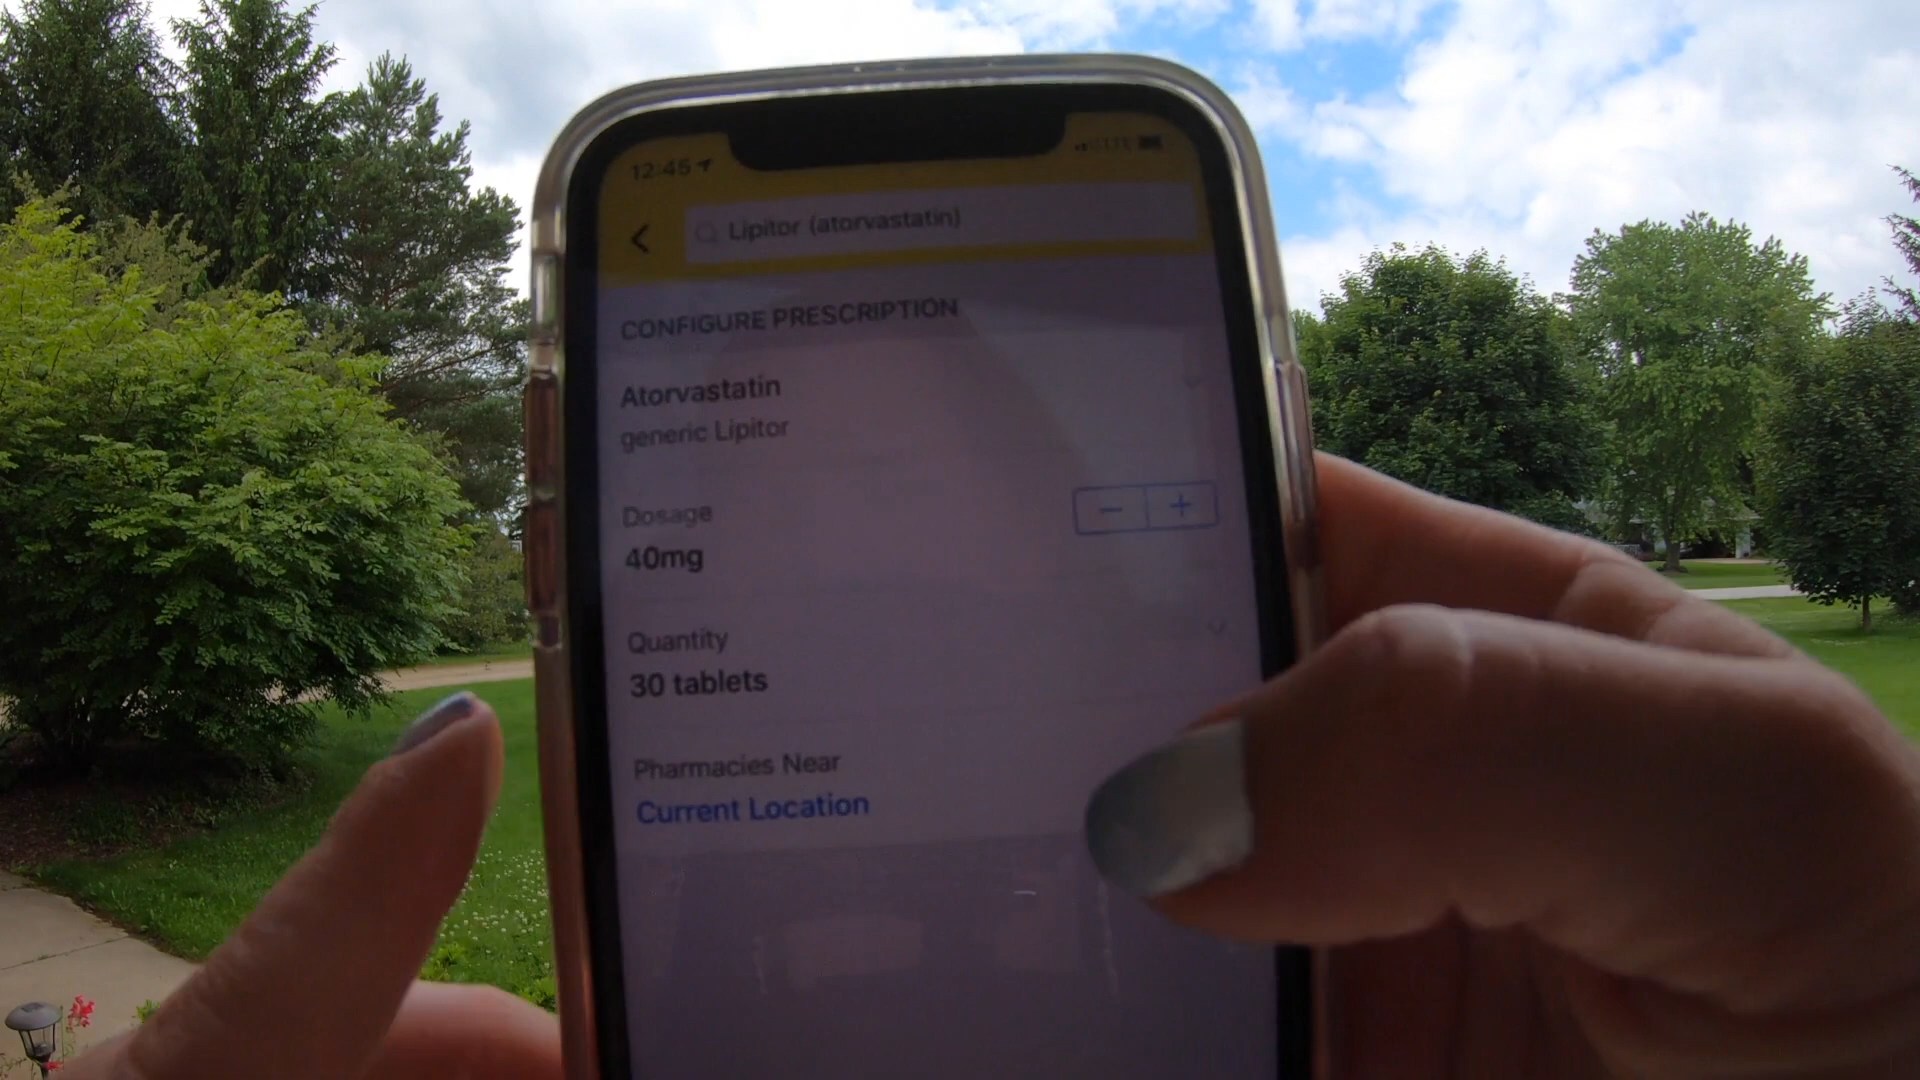 12:45
Lipitor (atorvastatin)
CONFIGURE PRESCRIPTION
Atorvastatin
generic Lipitor
Dosage
− +
40mg
Quantity
30 tablets
Pharmacies Near
Current Location